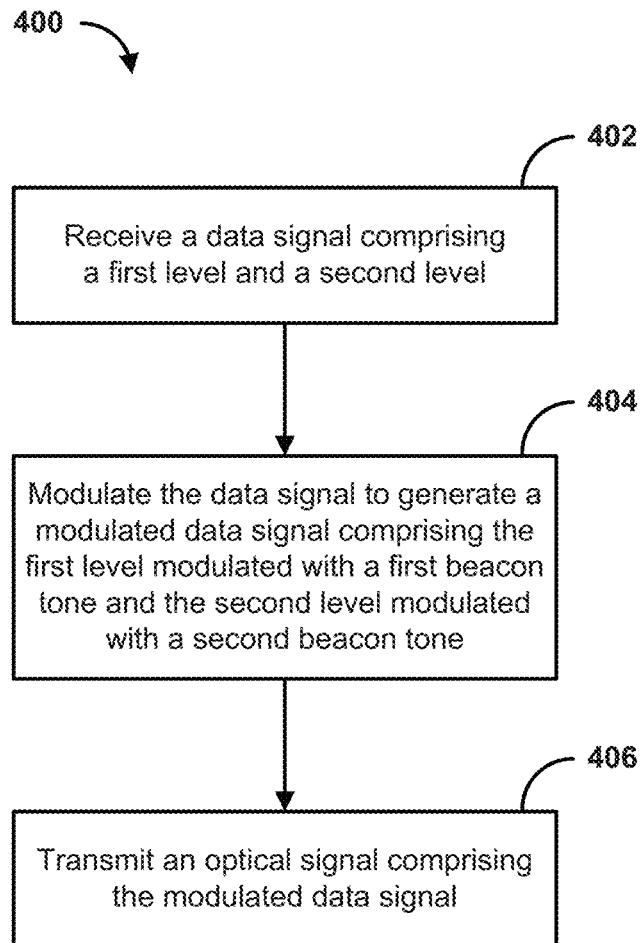 400
402
Receive a data signal comprising
a first level and a second level
404
Modulate the data signal to generate a
modulated data signal comprising the
first level modulated with a first beacon
tone and the second level modulated
with a second beacon tone
406
Transmit an optical signal comprising
the modulated data signal